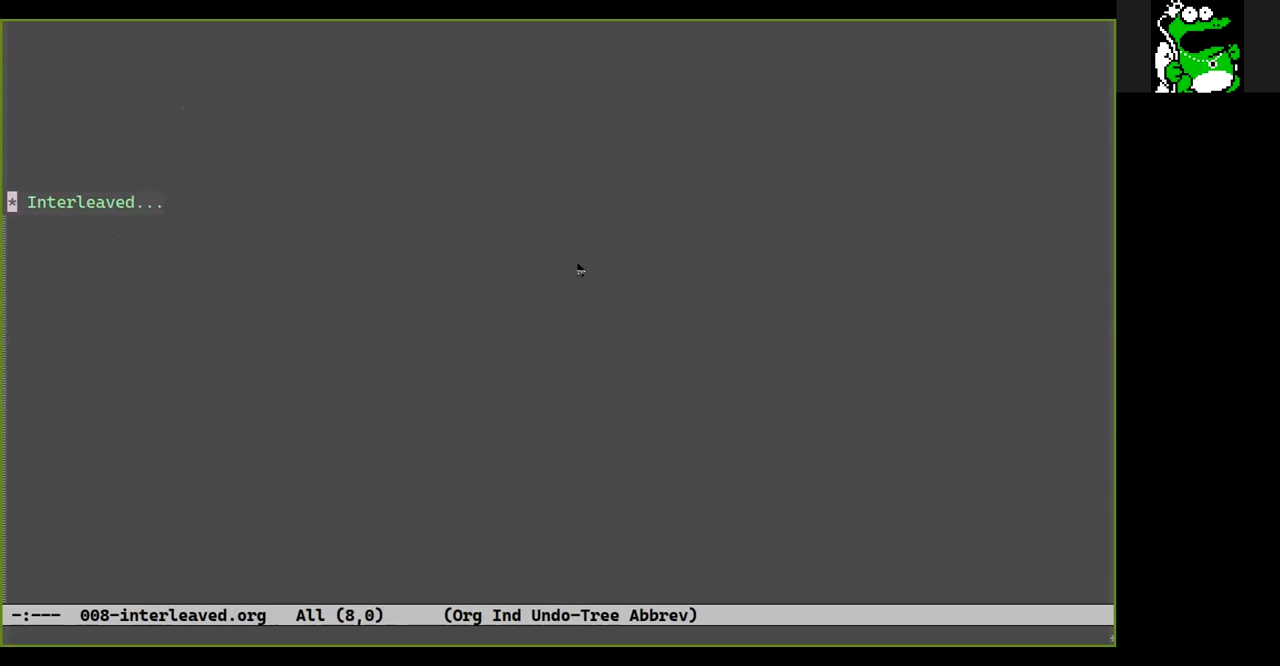 * Interleaved...
-:--- 008-interleaved.org All (8,0) (Org Ind Undo-Tree Abbrev)